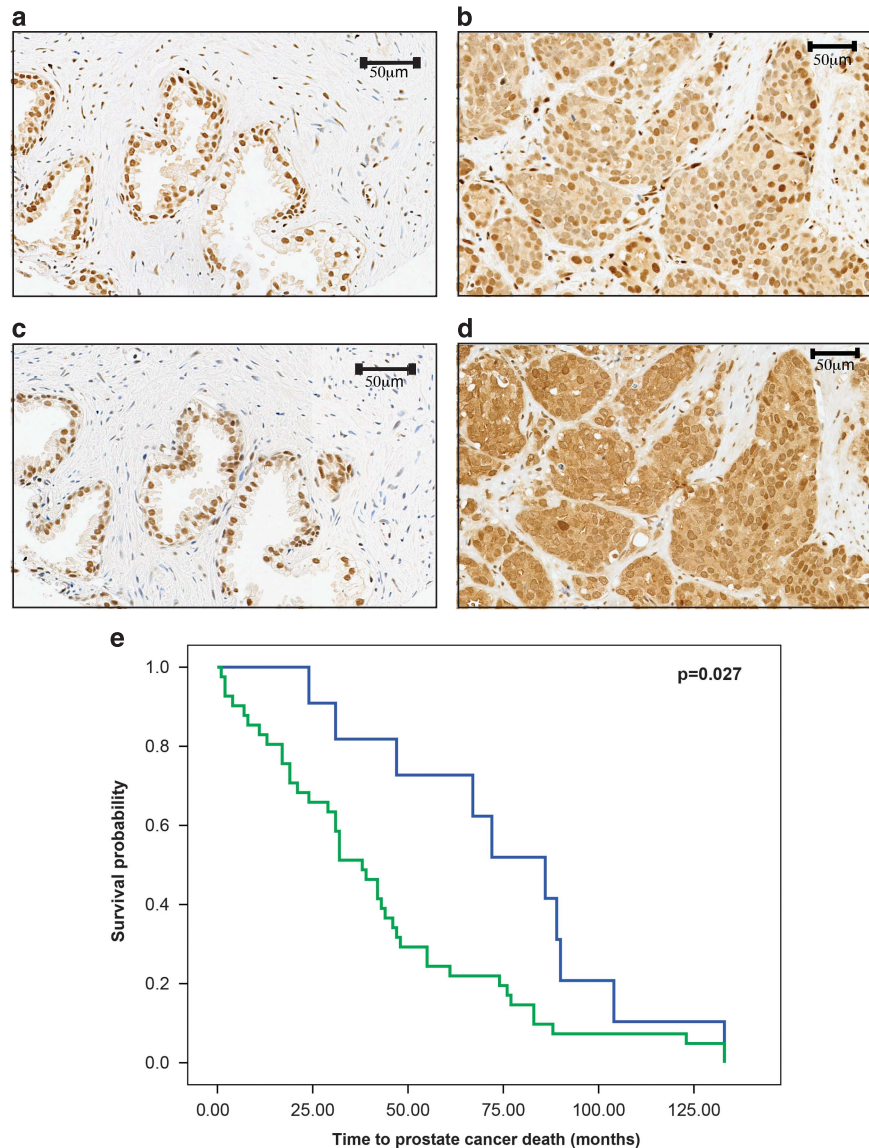 a
b
50µm
50µm
c
d
50µm
50µm
e
p=0.027
Survival probability
1.0
0.8
0.6
0.4
0.2
0.0
0.00 25.00 50.00 75.00 100.00 125.00
Time to prostate cancer death (months)